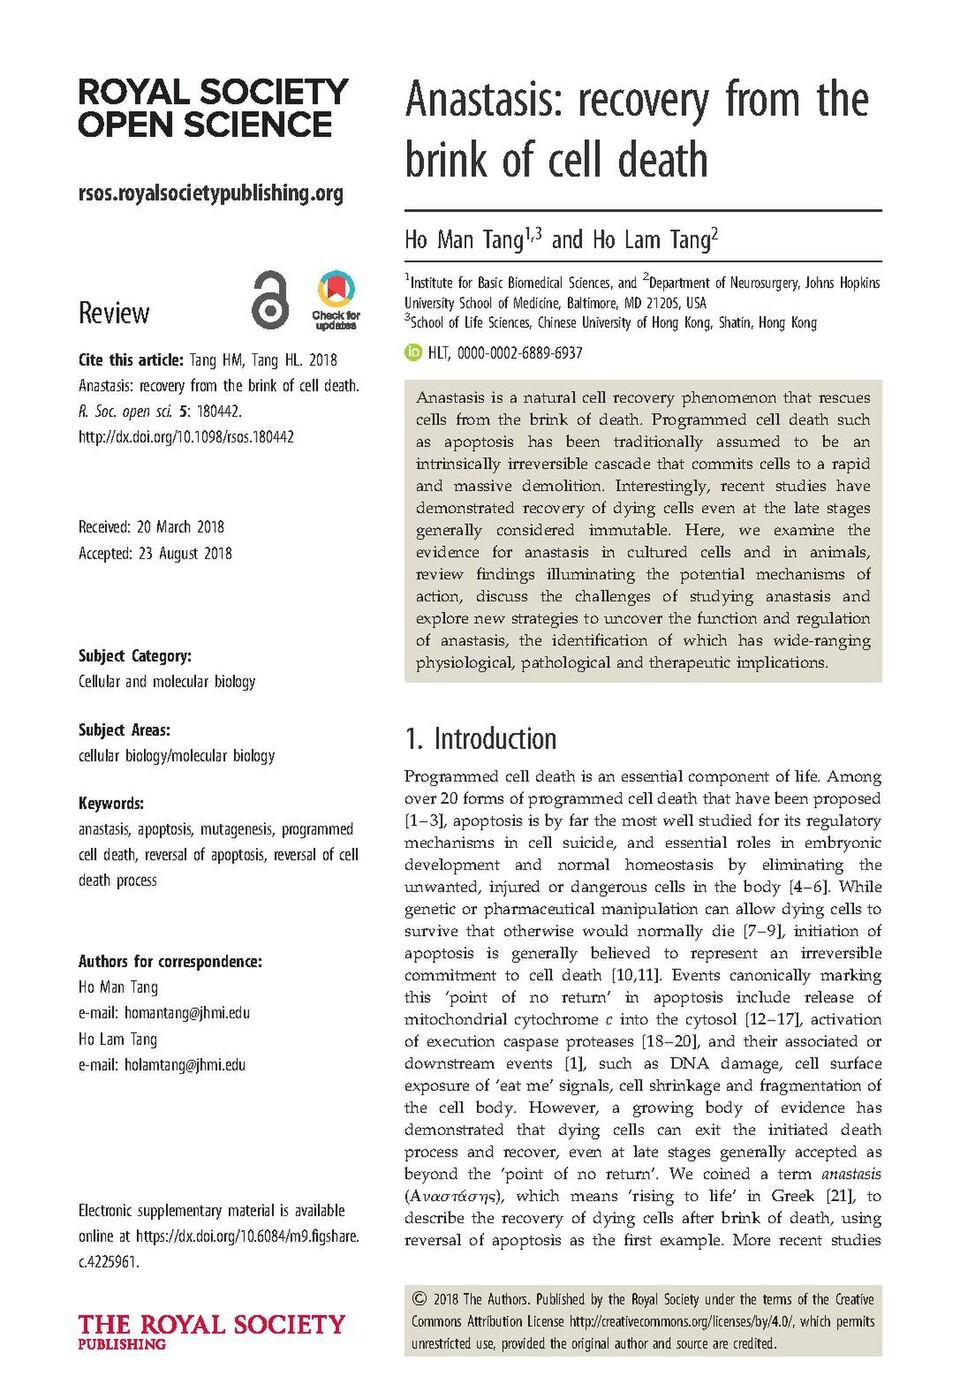 ROYAL SOCIETY
OPEN SCIENCE
rsos.royalsocietypublishing.org
Review
Check for
updates
Cite this article: Tang HM, Tang HL. 2018
Anastasis: recovery from the brink of cell death.
R. Soc. open sci. 5: 180442.
http://dx.doi.org/10.1098/rsos.180442
Received: 20 March 2018
Accepted: 23 August 2018
Subject Category:
Cellular and molecular biology
Subject Areas:
cellular biology/molecular biology
Keywords:
anastasis, apoptosis, mutagenesis, programmed
cell death, reversal of apoptosis, reversal of cell
death process
Authors for correspondence:
Ho Man Tang
e-mail: homantang@jhmi.edu
Ho Lam Tang
e-mail: holamtang@jhmi.edu
Electronic supplementary material is available
online at https://dx.doi.org/10.6084/m9.figshare.
c.4225961.
THE ROYAL SOCIETY
PUBLISHING
Anastasis: recovery from the
brink of cell death
Ho Man Tang1,3 and Ho Lam Tang2
1Institute for Basic Biomedical Sciences, and 2Department of Neurosurgery, Johns Hopkins
University School of Medicine, Baltimore, MD 21205, USA
3School of Life Sciences, Chinese University of Hong Kong, Shatin, Hong Kong
iD HLT, 0000-0002-6889-6937
Anastasis is a natural cell recovery phenomenon that rescues
cells from the brink of death. Programmed cell death such
as apoptosis has been traditionally assumed to be an
intrinsically irreversible cascade that commits cells to a rapid
and massive demolition. Interestingly, recent studies have
demonstrated recovery of dying cells even at the late stages
generally considered immutable. Here, we examine the
evidence for anastasis in cultured cells and in animals,
review findings illuminating the potential mechanisms of
action, discuss the challenges of studying anastasis and
explore new strategies to uncover the function and regulation
of anastasis, the identification of which has wide-ranging
physiological, pathological and therapeutic implications.
1. Introduction
Programmed cell death is an essential component of life. Among
over 20 forms of programmed cell death that have been proposed
[1–3], apoptosis is by far the most well studied for its regulatory
mechanisms in cell suicide, and essential roles in embryonic
development and normal homeostasis by eliminating the
unwanted, injured or dangerous cells in the body [4–6]. While
genetic or pharmaceutical manipulation can allow dying cells to
survive that otherwise would normally die [7–9], initiation of
apoptosis is generally believed to represent an irreversible
commitment to cell death [10,11]. Events canonically marking
this ‘point of no return’ in apoptosis include release of
mitochondrial cytochrome c into the cytosol [12–17], activation
of execution caspase proteases [18–20], and their associated or
downstream events [1], such as DNA damage, cell surface
exposure of ‘eat me’ signals, cell shrinkage and fragmentation of
the cell body. However, a growing body of evidence has
demonstrated that dying cells can exit the initiated death
process and recover, even at late stages generally accepted as
beyond the ‘point of no return’. We coined a term anastasis
(Αναστάσης), which means ‘rising to life’ in Greek [21], to
describe the recovery of dying cells after brink of death, using
reversal of apoptosis as the first example. More recent studies
© 2018 The Authors. Published by the Royal Society under the terms of the Creative
Commons Attribution License http://creativecommons.org/licenses/by/4.0/, which permits
unrestricted use, provided the original author and source are credited.